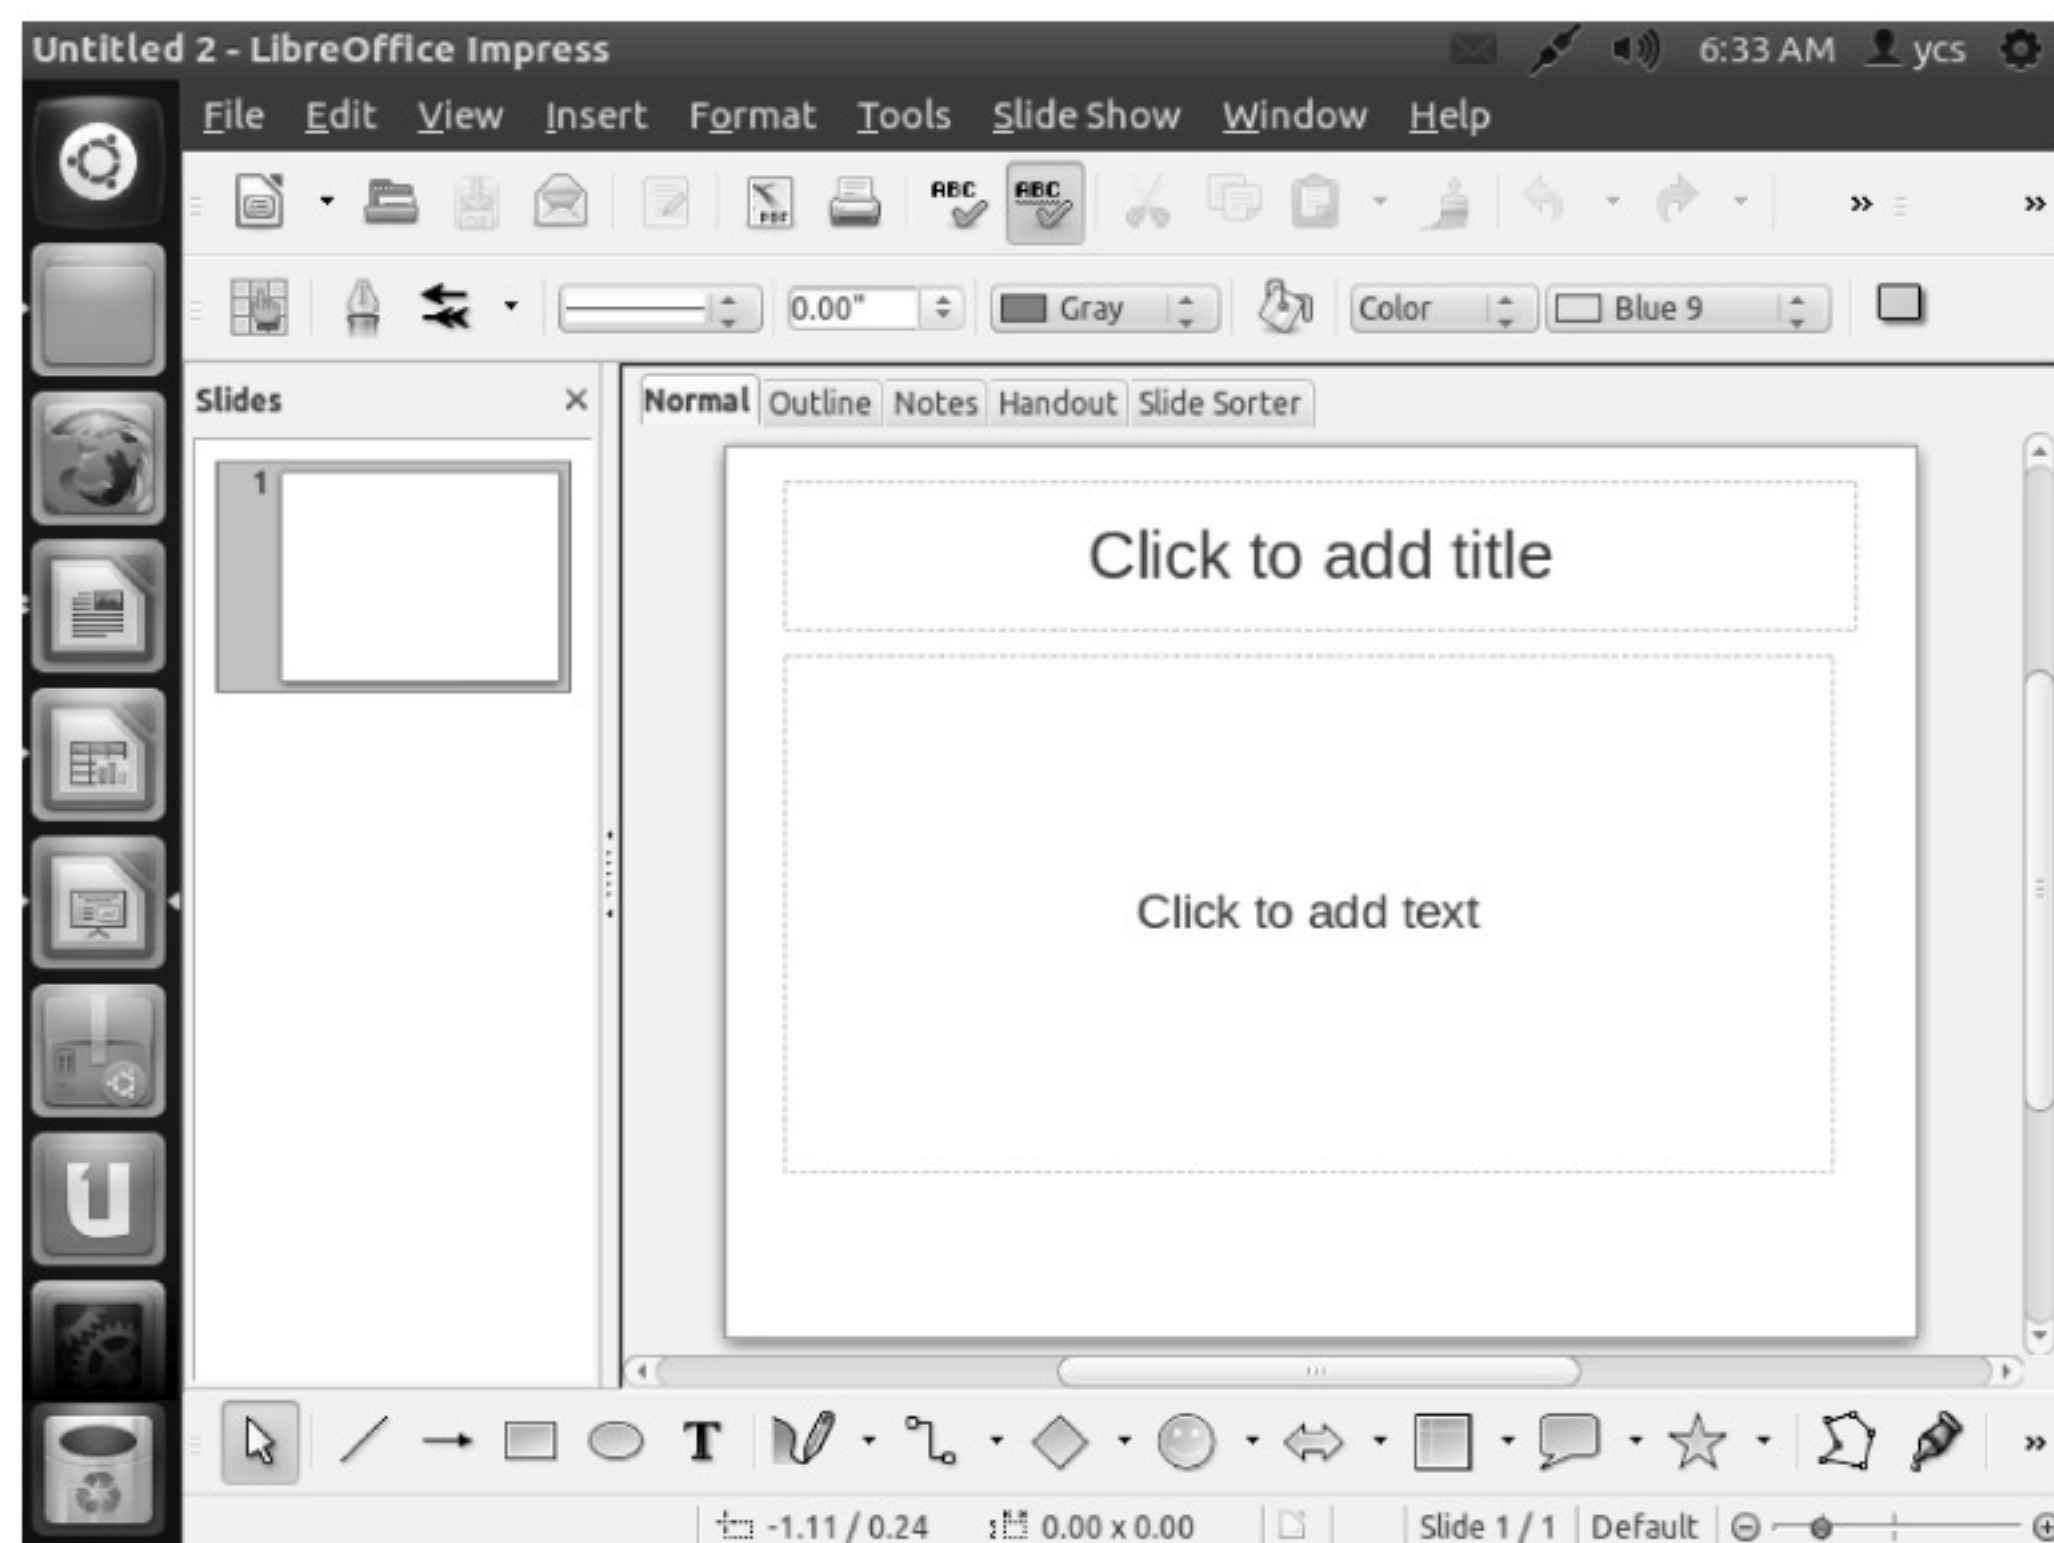 Untitled 2 - LibreOffice Impress
6:33 AM ycs
File Edit View Insert Format Tools Slide Show Window Help
PDF ABC ABC
0.00" Gray Color Blue 9
Slides
Normal Outline Notes Handout Slide Sorter
1
Click to add title
Click to add text
T
-1.11 / 0.24 0.00 x 0.00 Slide 1 / 1 Default